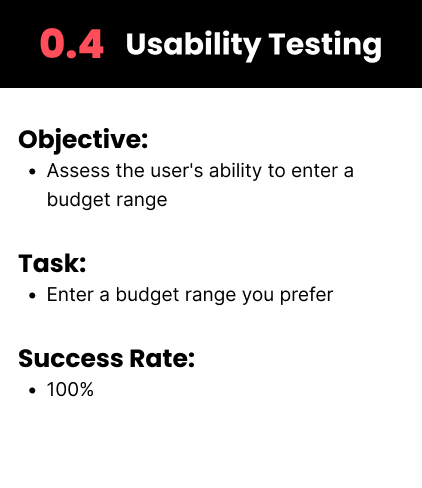 0.4 Usability Testing
Objective:
• Assess the user's ability to enter a
budget range
Task:
• Enter a budget range you prefer
Success Rate:
• 100%